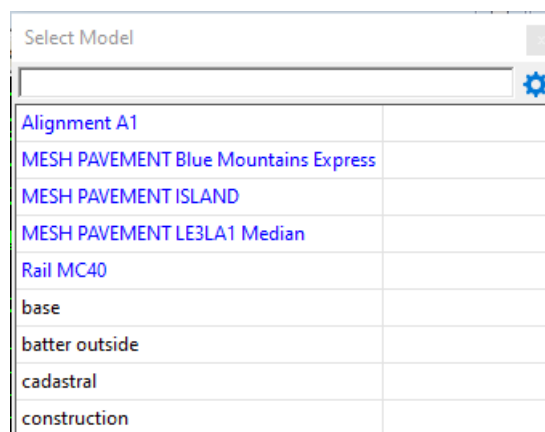 Select Model
Alignment A1
MESH PAVEMENT Blue Mountains Express
MESH PAVEMENT ISLAND
MESH PAVEMENT LE3LA1 Median
Rail MC40
base
batter outside
cadastral
construction